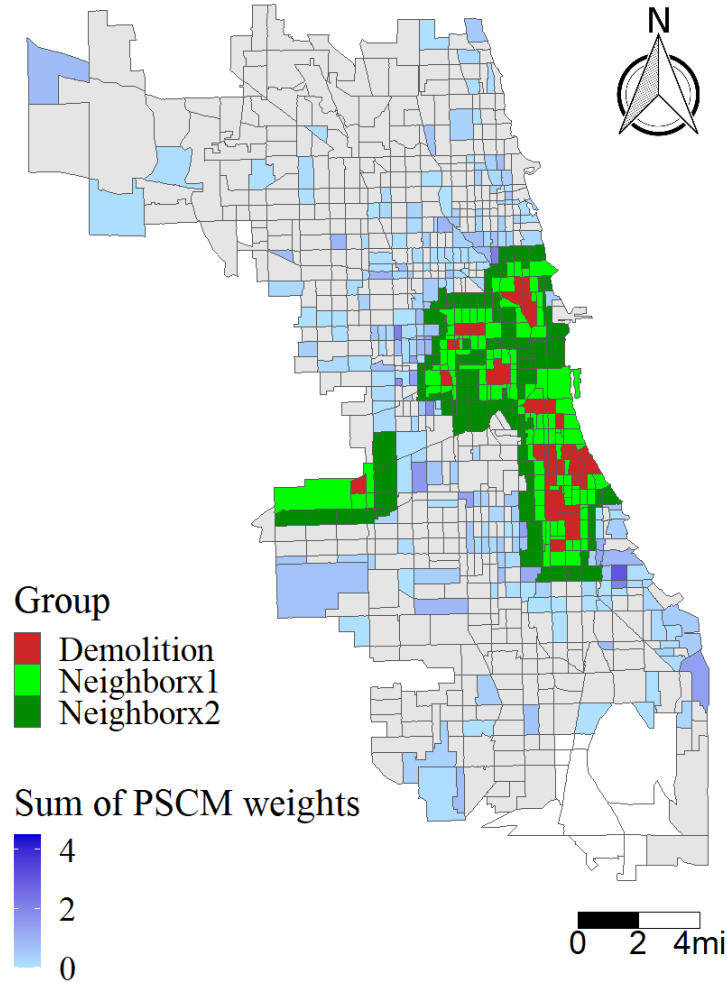 N
Group
Demolition
Neighborx1
Neighborx2
Sum of PSCM weights
4
2
0
0 2 4mi